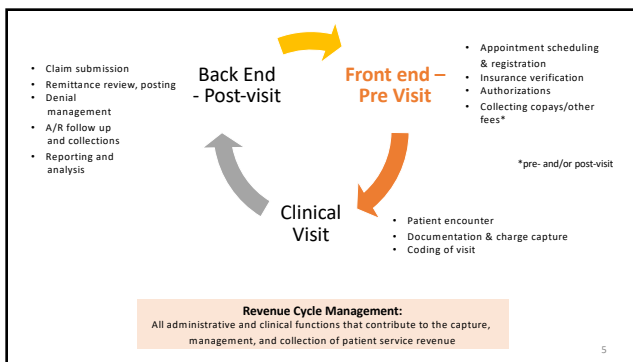 • Claim submission
• Remittance review, posting
• Denial
management
• A/R follow up
and collections
• Reporting and
analysis
Back End
- Post-visit
Front end –
Pre Visit
• Appointment scheduling
& registration
• Insurance verification
• Authorizations
• Collecting copays/other
fees*
*pre- and/or post-visit
Clinical
Visit
• Patient encounter
• Documentation & charge capture
• Coding of visit
Revenue Cycle Management:
All administrative and clinical functions that contribute to the capture,
management, and collection of patient service revenue
5